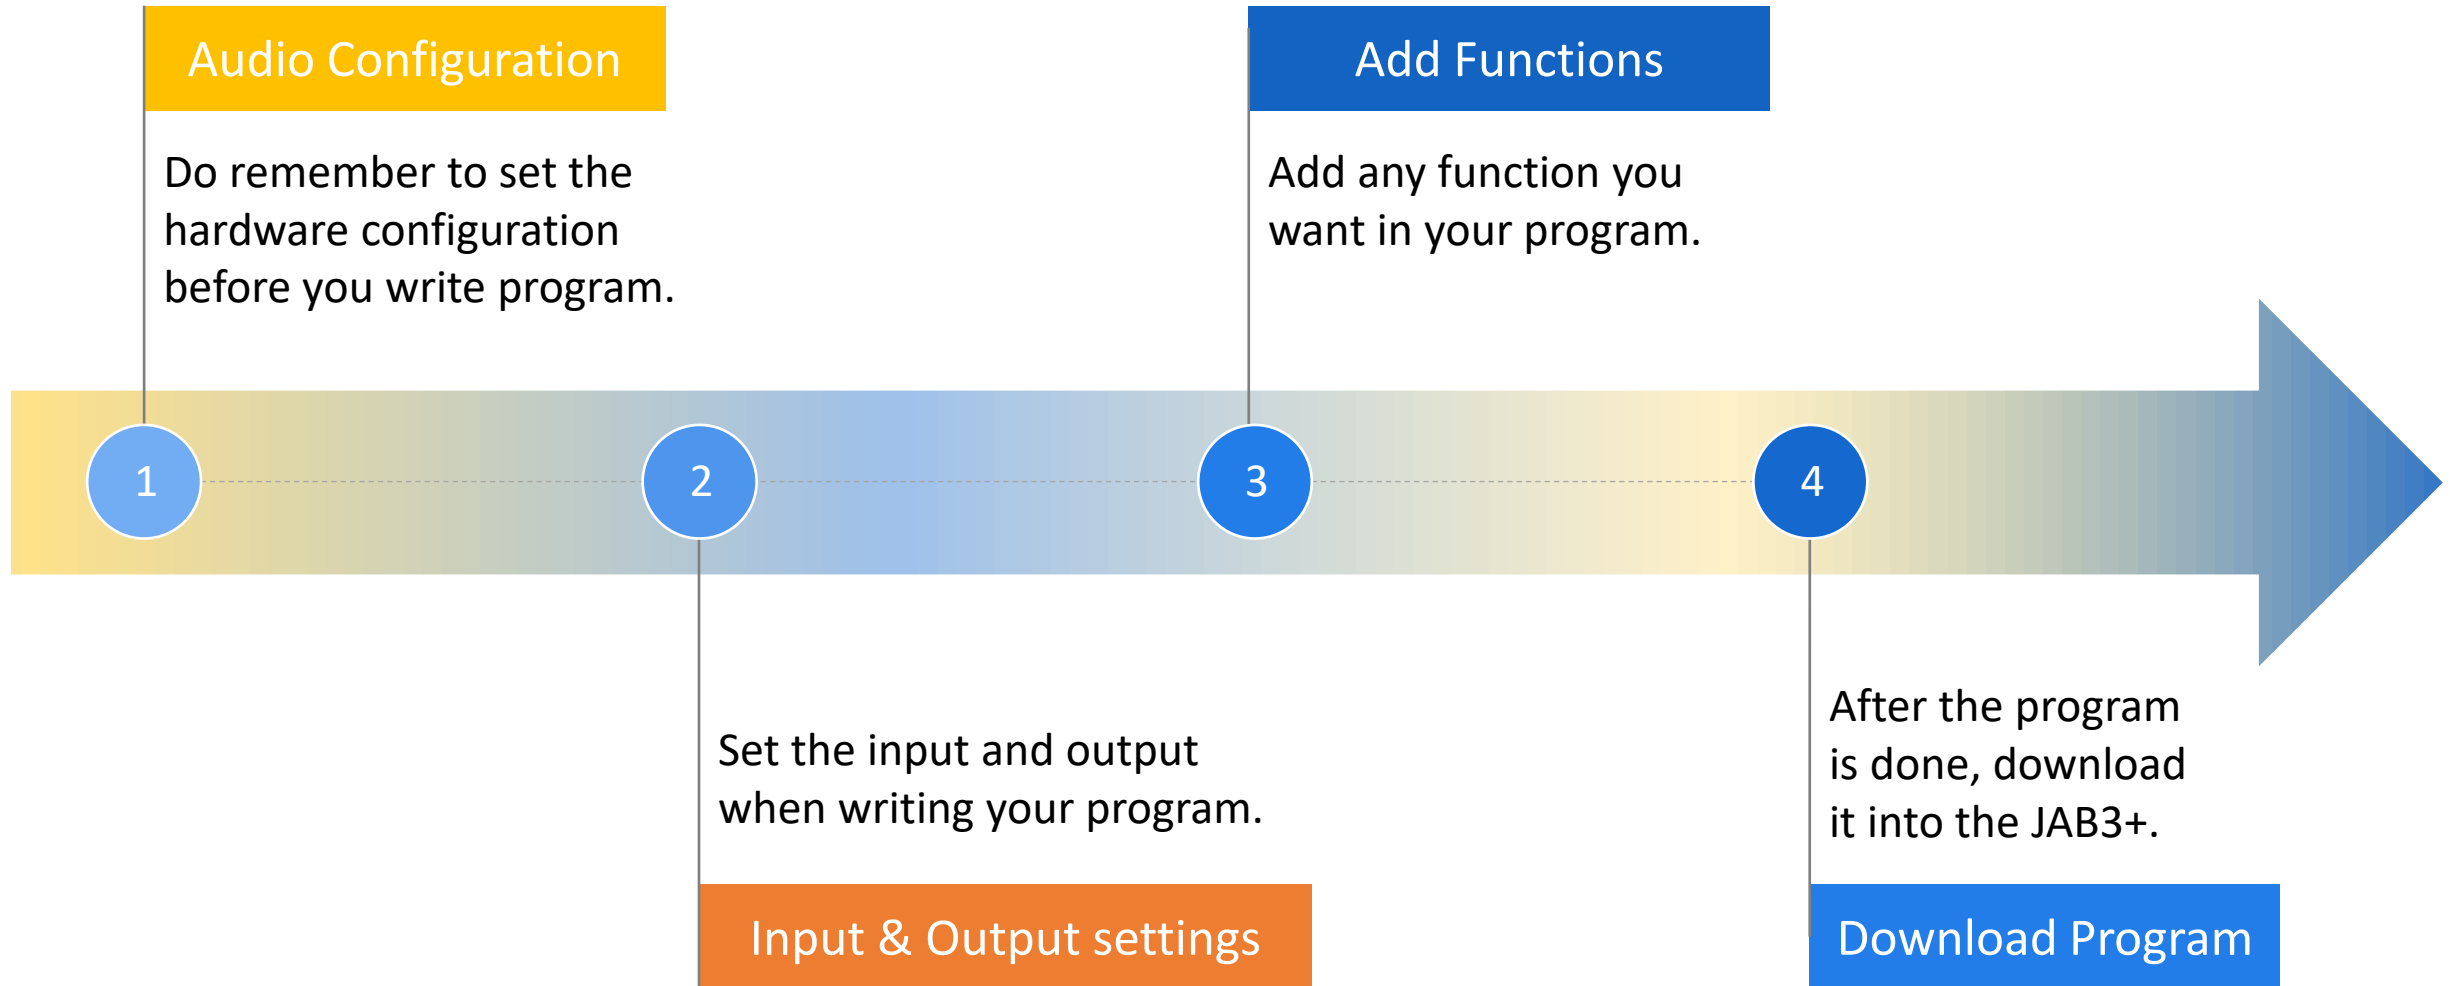 Audio Configuration
Do remember to set the
hardware configuration
before you write program.
Add Functions
Add any function you
want in your program.
1
2
3
4
Set the input and output
when writing your program.
Input & Output settings
After the program
is done, download
it into the JAB3+.
Download Program